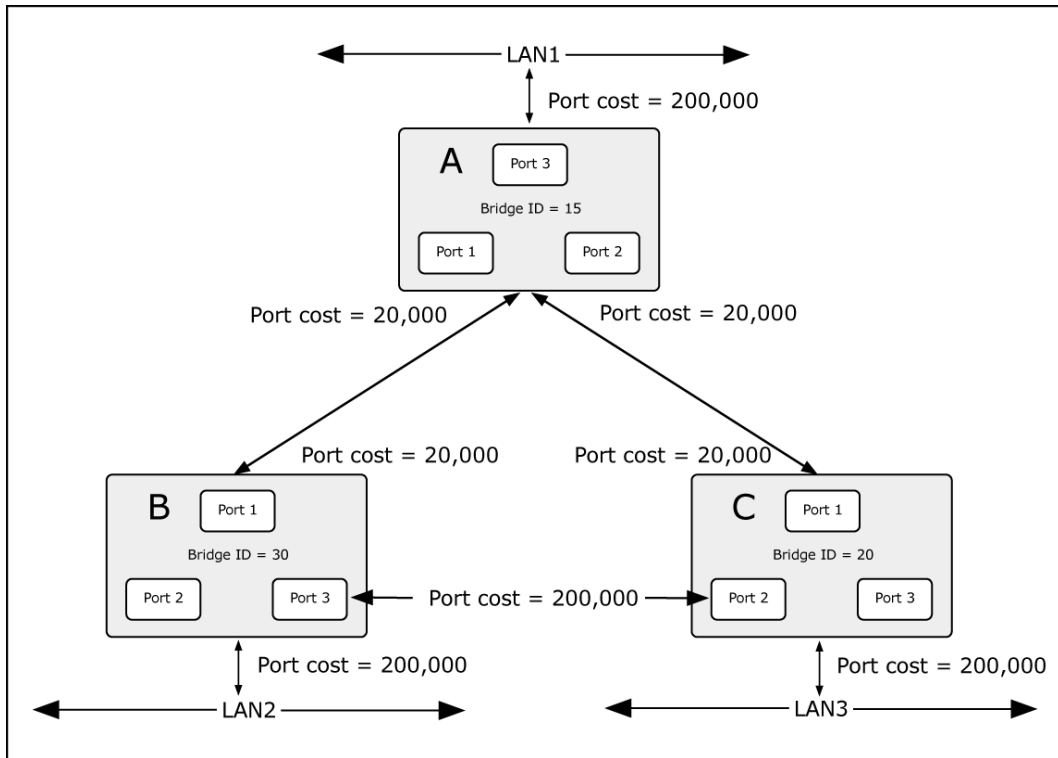 LAN1
Port cost = 200,000
A
Port 3
Bridge ID = 15
Port 1
Port 2
Port cost = 20,000
Port cost = 20,000
Port cost = 20,000
Port cost = 20,000
B
Port 1
Bridge ID = 30
Port 2
Port 3
Port cost = 200,000
C
Port 1
Bridge ID = 20
Port 2
Port 3
Port cost = 200,000
LAN2
Port cost = 200,000
LAN3